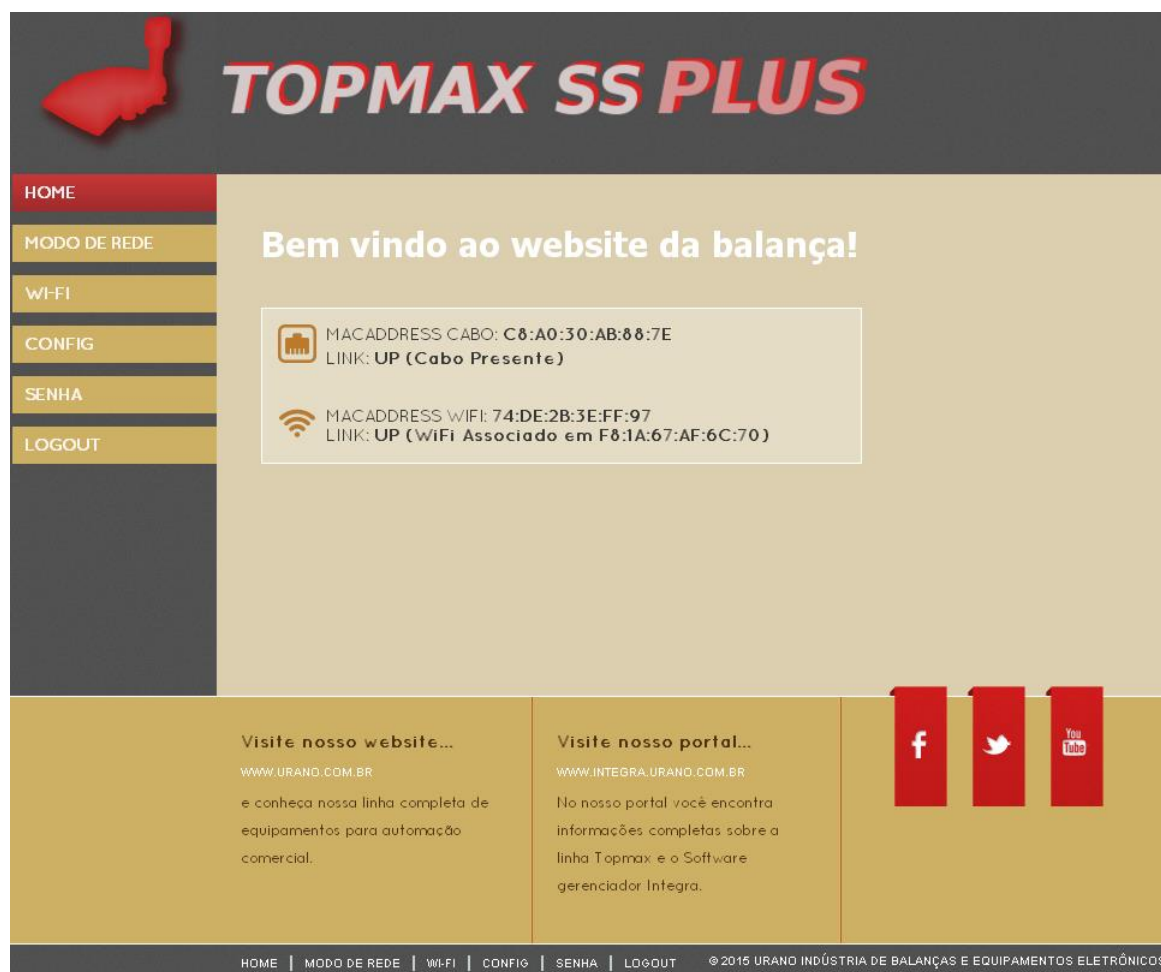 TOPMAX SS PLUS
HOME
MODO DE REDE
WI-FI
CONFIG
SENHA
LOGOUT
Bem vindo ao website da balança!
MACADDRESS CABO: C8:A0:30:AB:88:7E
LINK: UP (Cabo Presente)
MACADDRESS WIFI: 74:DE:2B:3E:FF:97
LINK: UP (WiFi Associado em F8:1A:67:AF:6C:70)
Visite nosso website...
WWW.URANO.COM.BR
e conheça nossa linha completa de
equipamentos para automação
comercial.
Visite nosso portal...
WWW.INTEGRA.URANO.COM.BR
No nosso portal você encontra
informações completas sobre a
linha Topmax e o Software
gerenciador Integra.
f
You
Tube
HOME | MODO DE REDE | WI-FI | CONFIG | SENHA | LOGOUT
© 2015 URANO INDÚSTRIA DE BALANÇAS E EQUIPAMENTOS ELETRÔNICOS